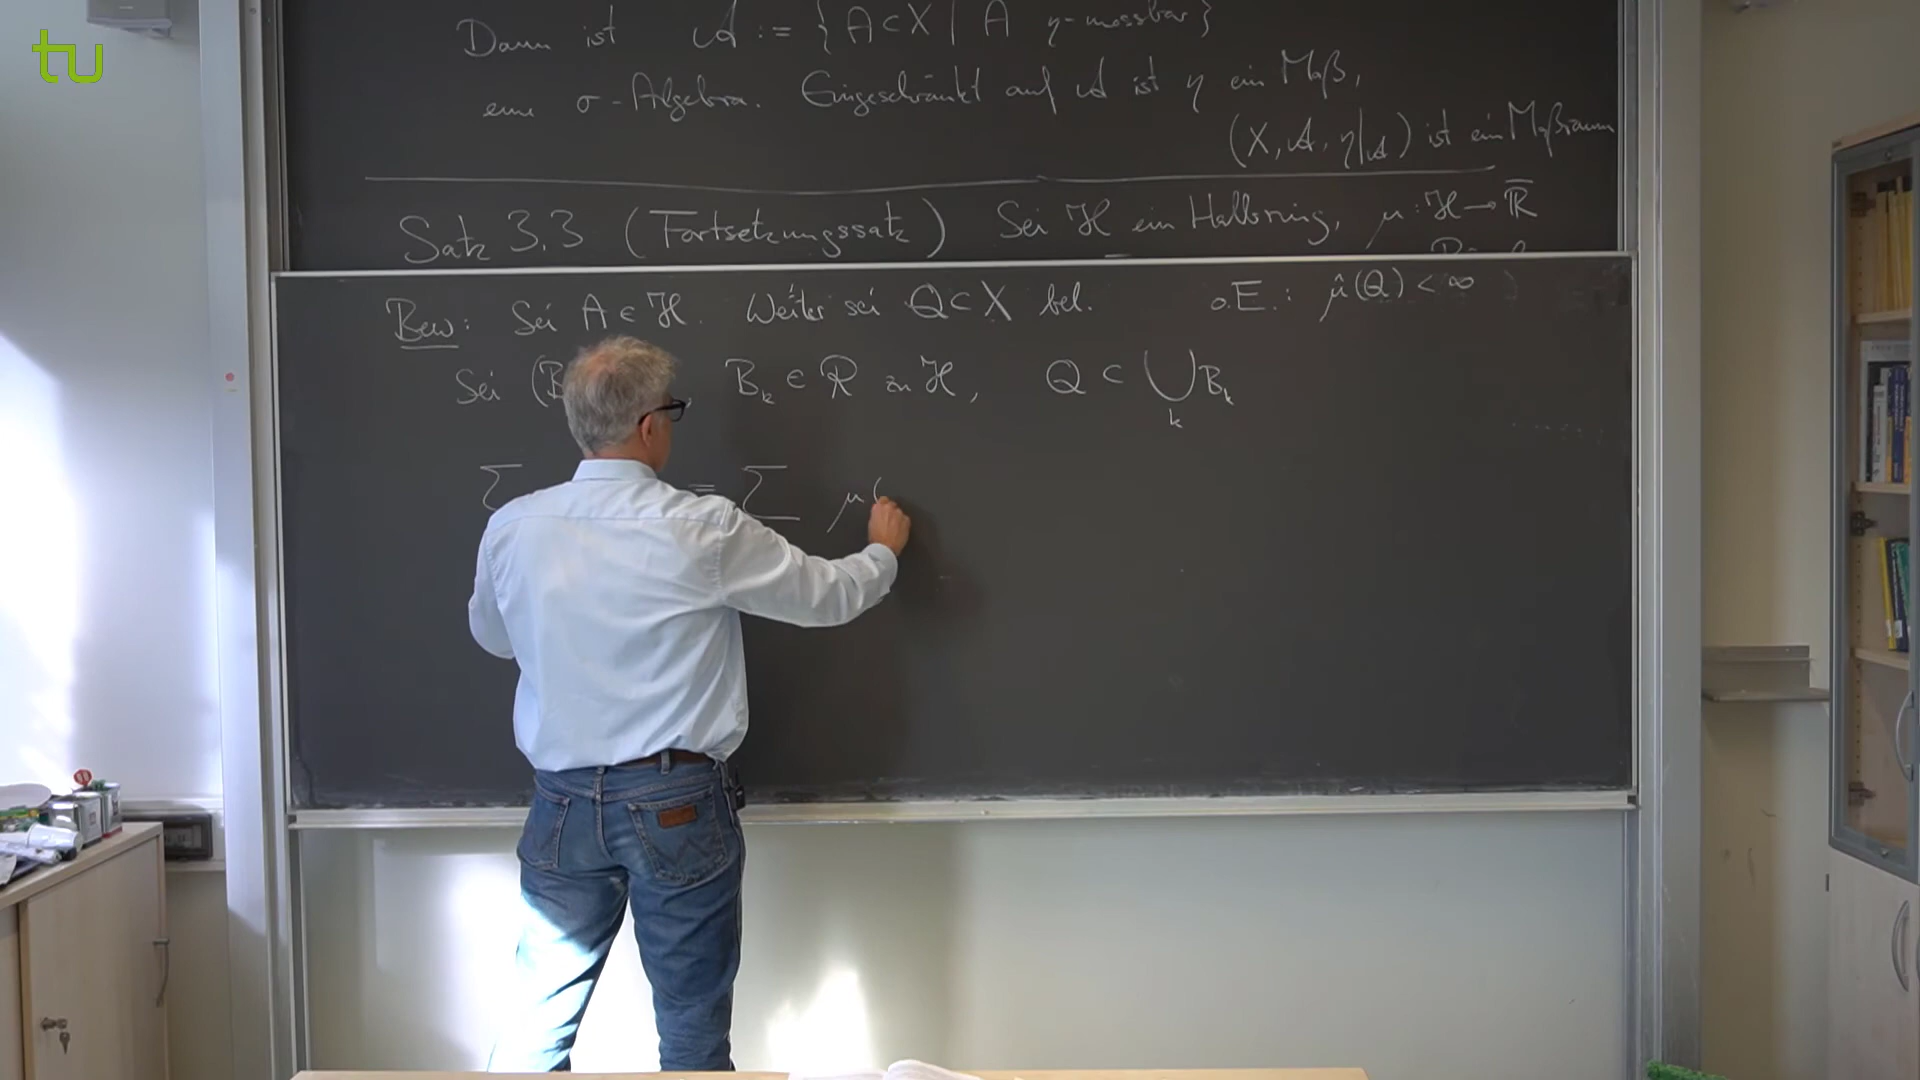 tu
Dann ist 𝒜 := {A ⊂ X | A η-messbar}
eine σ-Algebra. Eingeschränkt auf 𝒜 ist η ein Maß,
(X, 𝒜, η|𝒜) ist ein Maßraum
Satz 3.3 (Fortsetzungssatz) Sei ℋ ein Halbring, μ: ℋ → ℝ̄
Bew: Sei A ∈ ℋ. Weiter sei Q ⊂ X bel. o.E.: μ̂(Q) < ∞
Sei (B , B_k ∈ ℛ zu ℋ, Q ⊂ ⋃_k B_k
Σ = Σ μ(